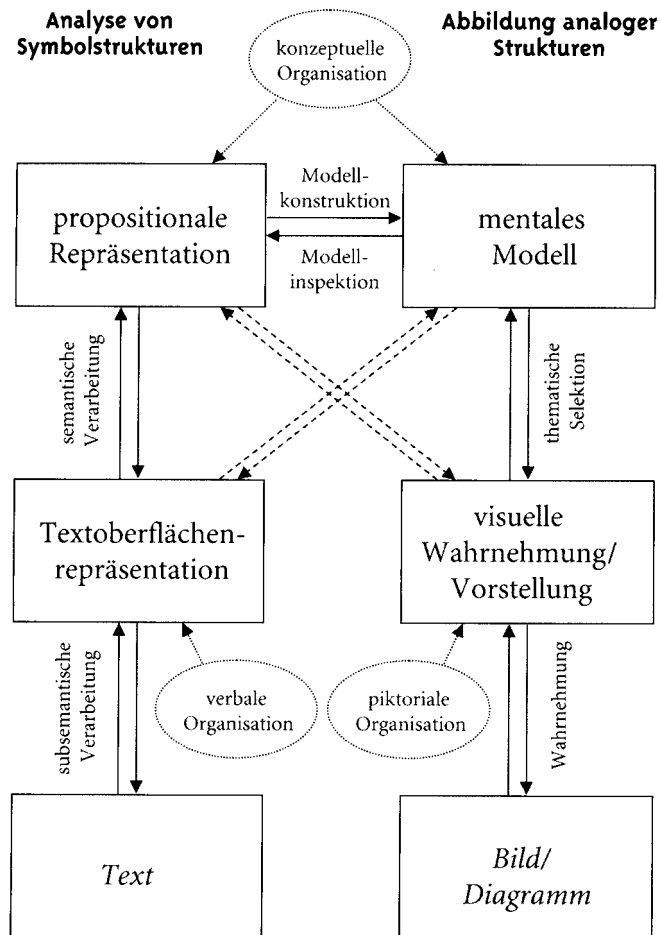 Analyse von
Symbolstrukturen
Abbildung analoger
Strukturen
konzeptuelle
Organisation
propositionale
Repräsentation
Modell-
konstruktion
Modell-
inspektion
mentales
Modell
semantische
Verarbeitung
thematische
Selektion
Textoberflächen-
repräsentation
visuelle
Wahrnehmung/
Vorstellung
subsemantische
Verarbeitung
verbale
Organisation
piktoriale
Organisation
Wahrnehmung
Text
Bild/
Diagramm